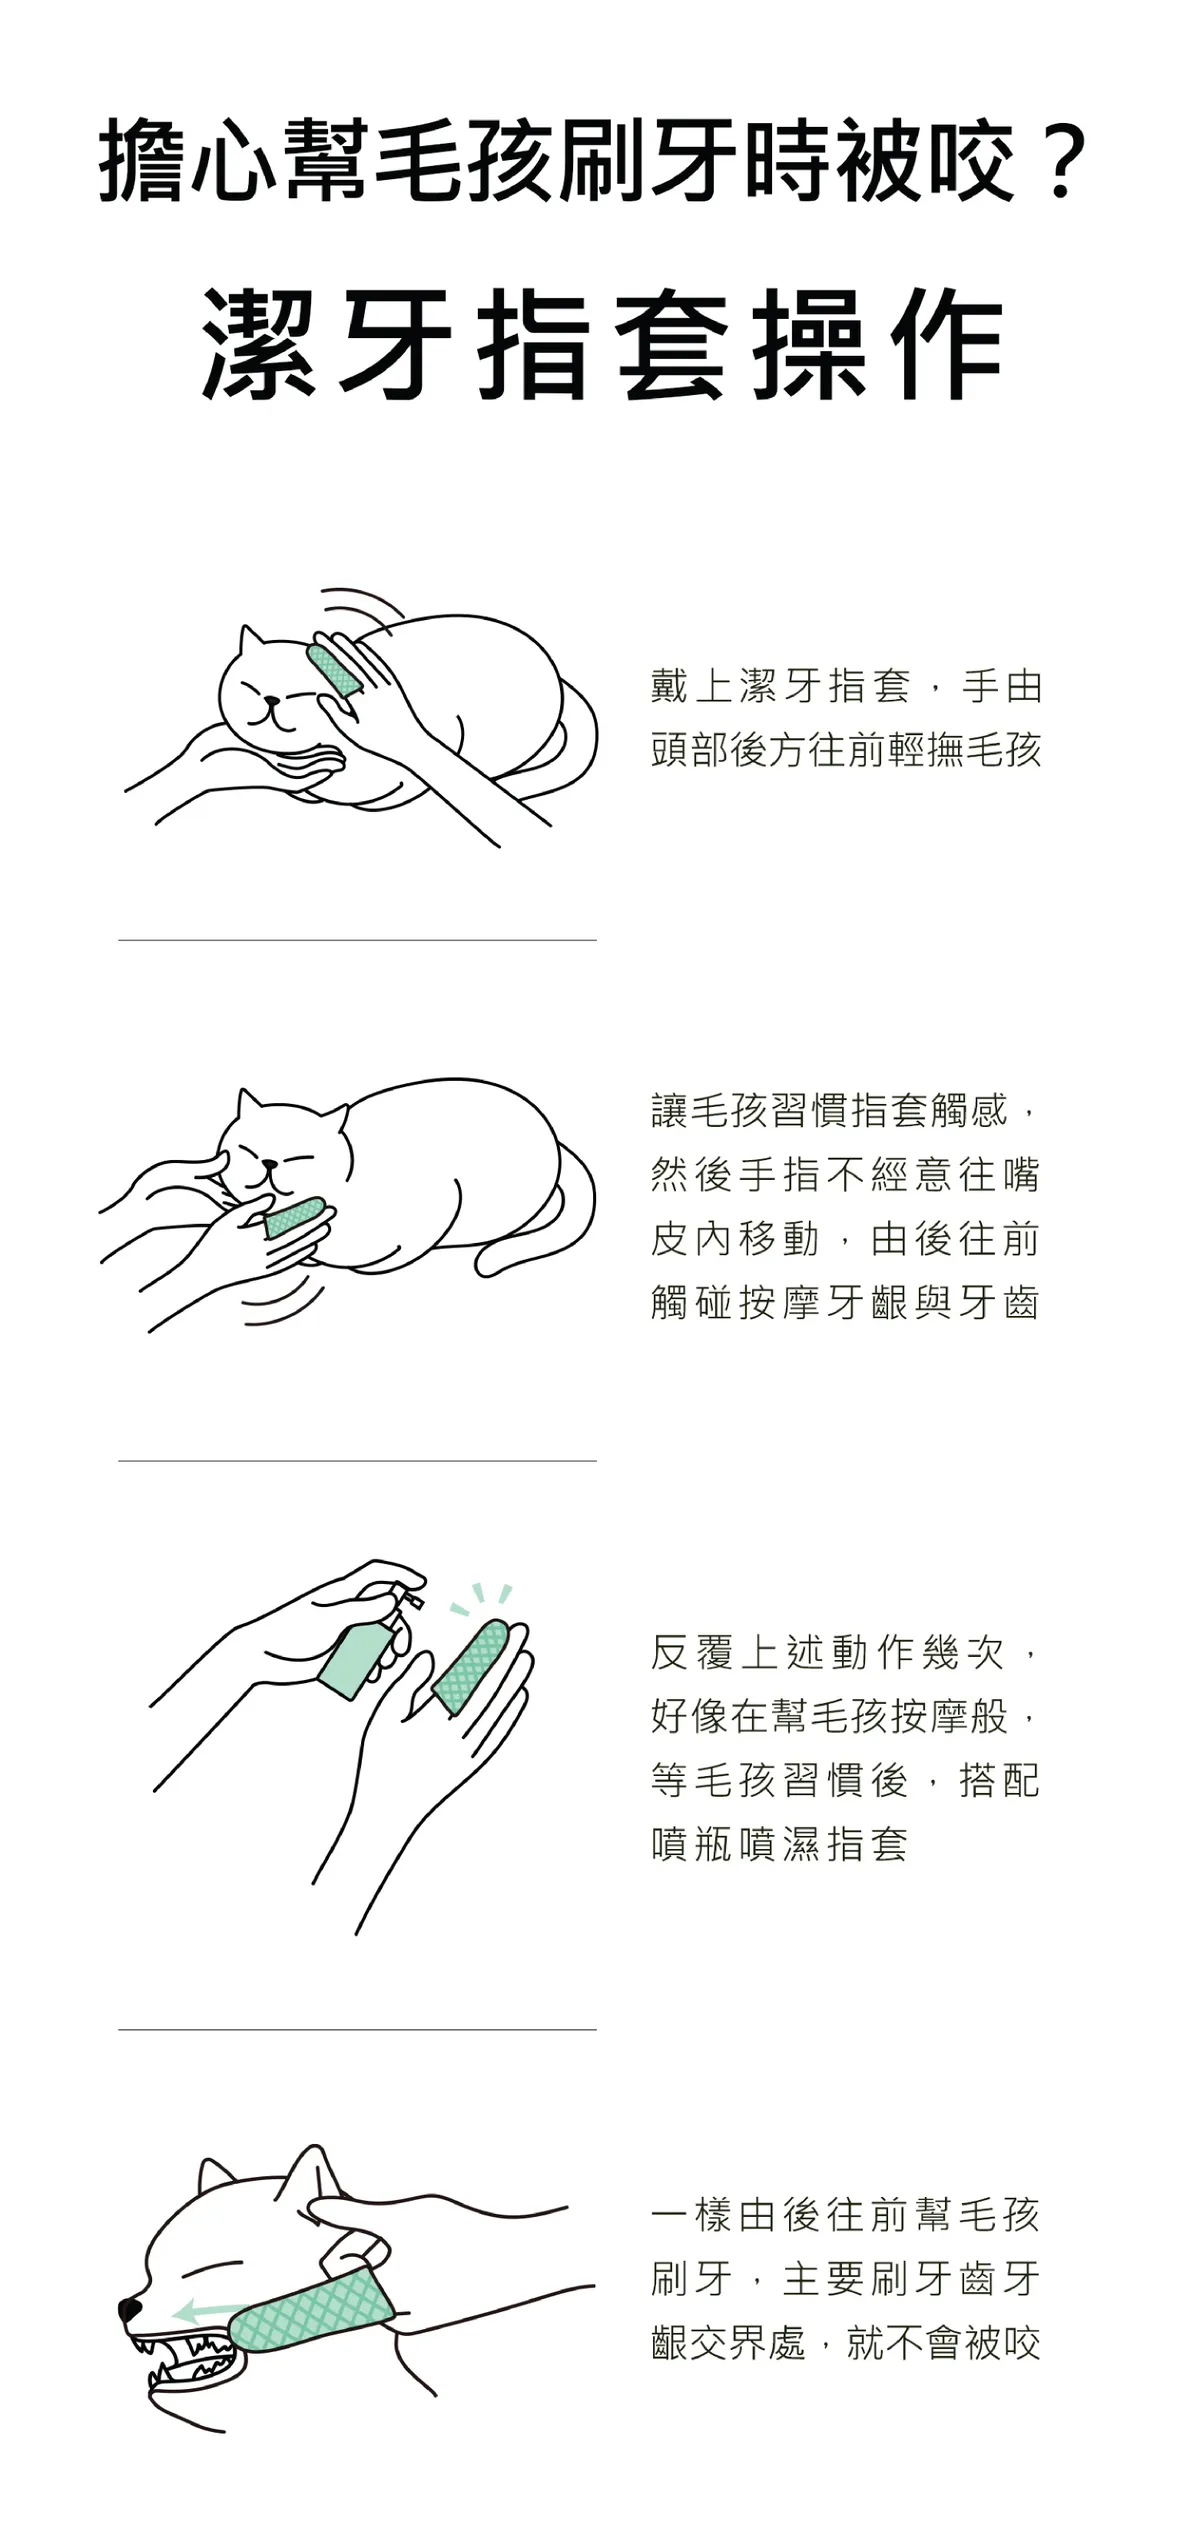 擔心幫毛孩刷牙時被咬？
潔牙指套操作
戴上潔牙指套，手由
頭部後方往前輕撫毛孩
讓毛孩習慣指套觸感，
然後手指不經意往嘴
皮內移動，由後往前
觸碰按摩牙齦與牙齒
反覆上述動作幾次，
好像在幫毛孩按摩般，
等毛孩習慣後，搭配
噴瓶噴濕指套
一樣由後往前幫毛孩
刷牙，主要刷牙齒牙
齦交界處，就不會被咬